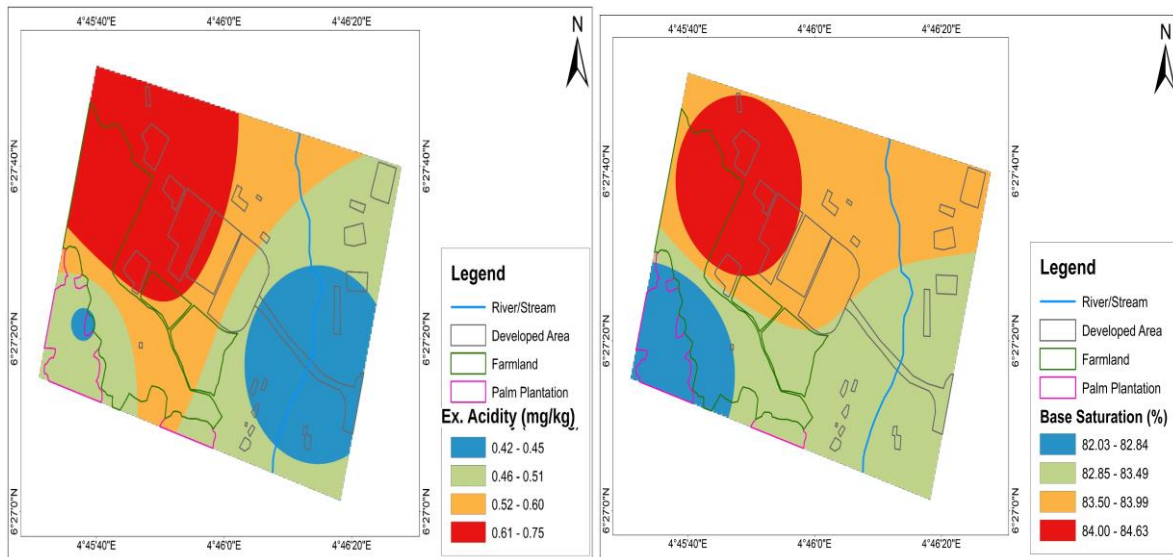 4°45'40"E 4°46'0"E 4°46'20"E
N
6°27'40"N 6°27'40"N
6°27'20"N 6°27'20"N
6°27'0"N 6°27'0"N
Legend
River/Stream
Developed Area
Farmland
Palm Plantation
Ex. Acidity (mg/kg)
0.42 - 0.45
0.46 - 0.51
0.52 - 0.60
0.61 - 0.75
4°45'40"E 4°46'0"E 4°46'20"E
4°45'40"E 4°46'0"E 4°46'20"E
N
6°27'40"N 6°27'40"N
6°27'20"N 6°27'20"N
6°27'0"N 6°27'0"N
Legend
River/Stream
Developed Area
Farmland
Palm Plantation
Base Saturation (%)
82.03 - 82.84
82.85 - 83.49
83.50 - 83.99
84.00 - 84.63
4°45'40"E 4°46'0"E 4°46'20"E